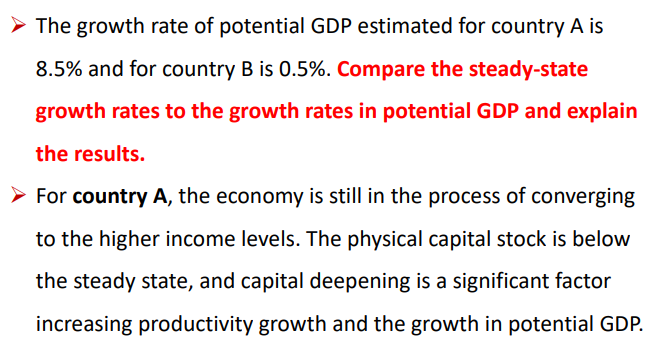 ➢ The growth rate of potential GDP estimated for country A is
8.5% and for country B is 0.5%. Compare the steady-state
growth rates to the growth rates in potential GDP and explain
the results.
➢ For country A, the economy is still in the process of converging
to the higher income levels. The physical capital stock is below
the steady state, and capital deepening is a significant factor
increasing productivity growth and the growth in potential GDP.